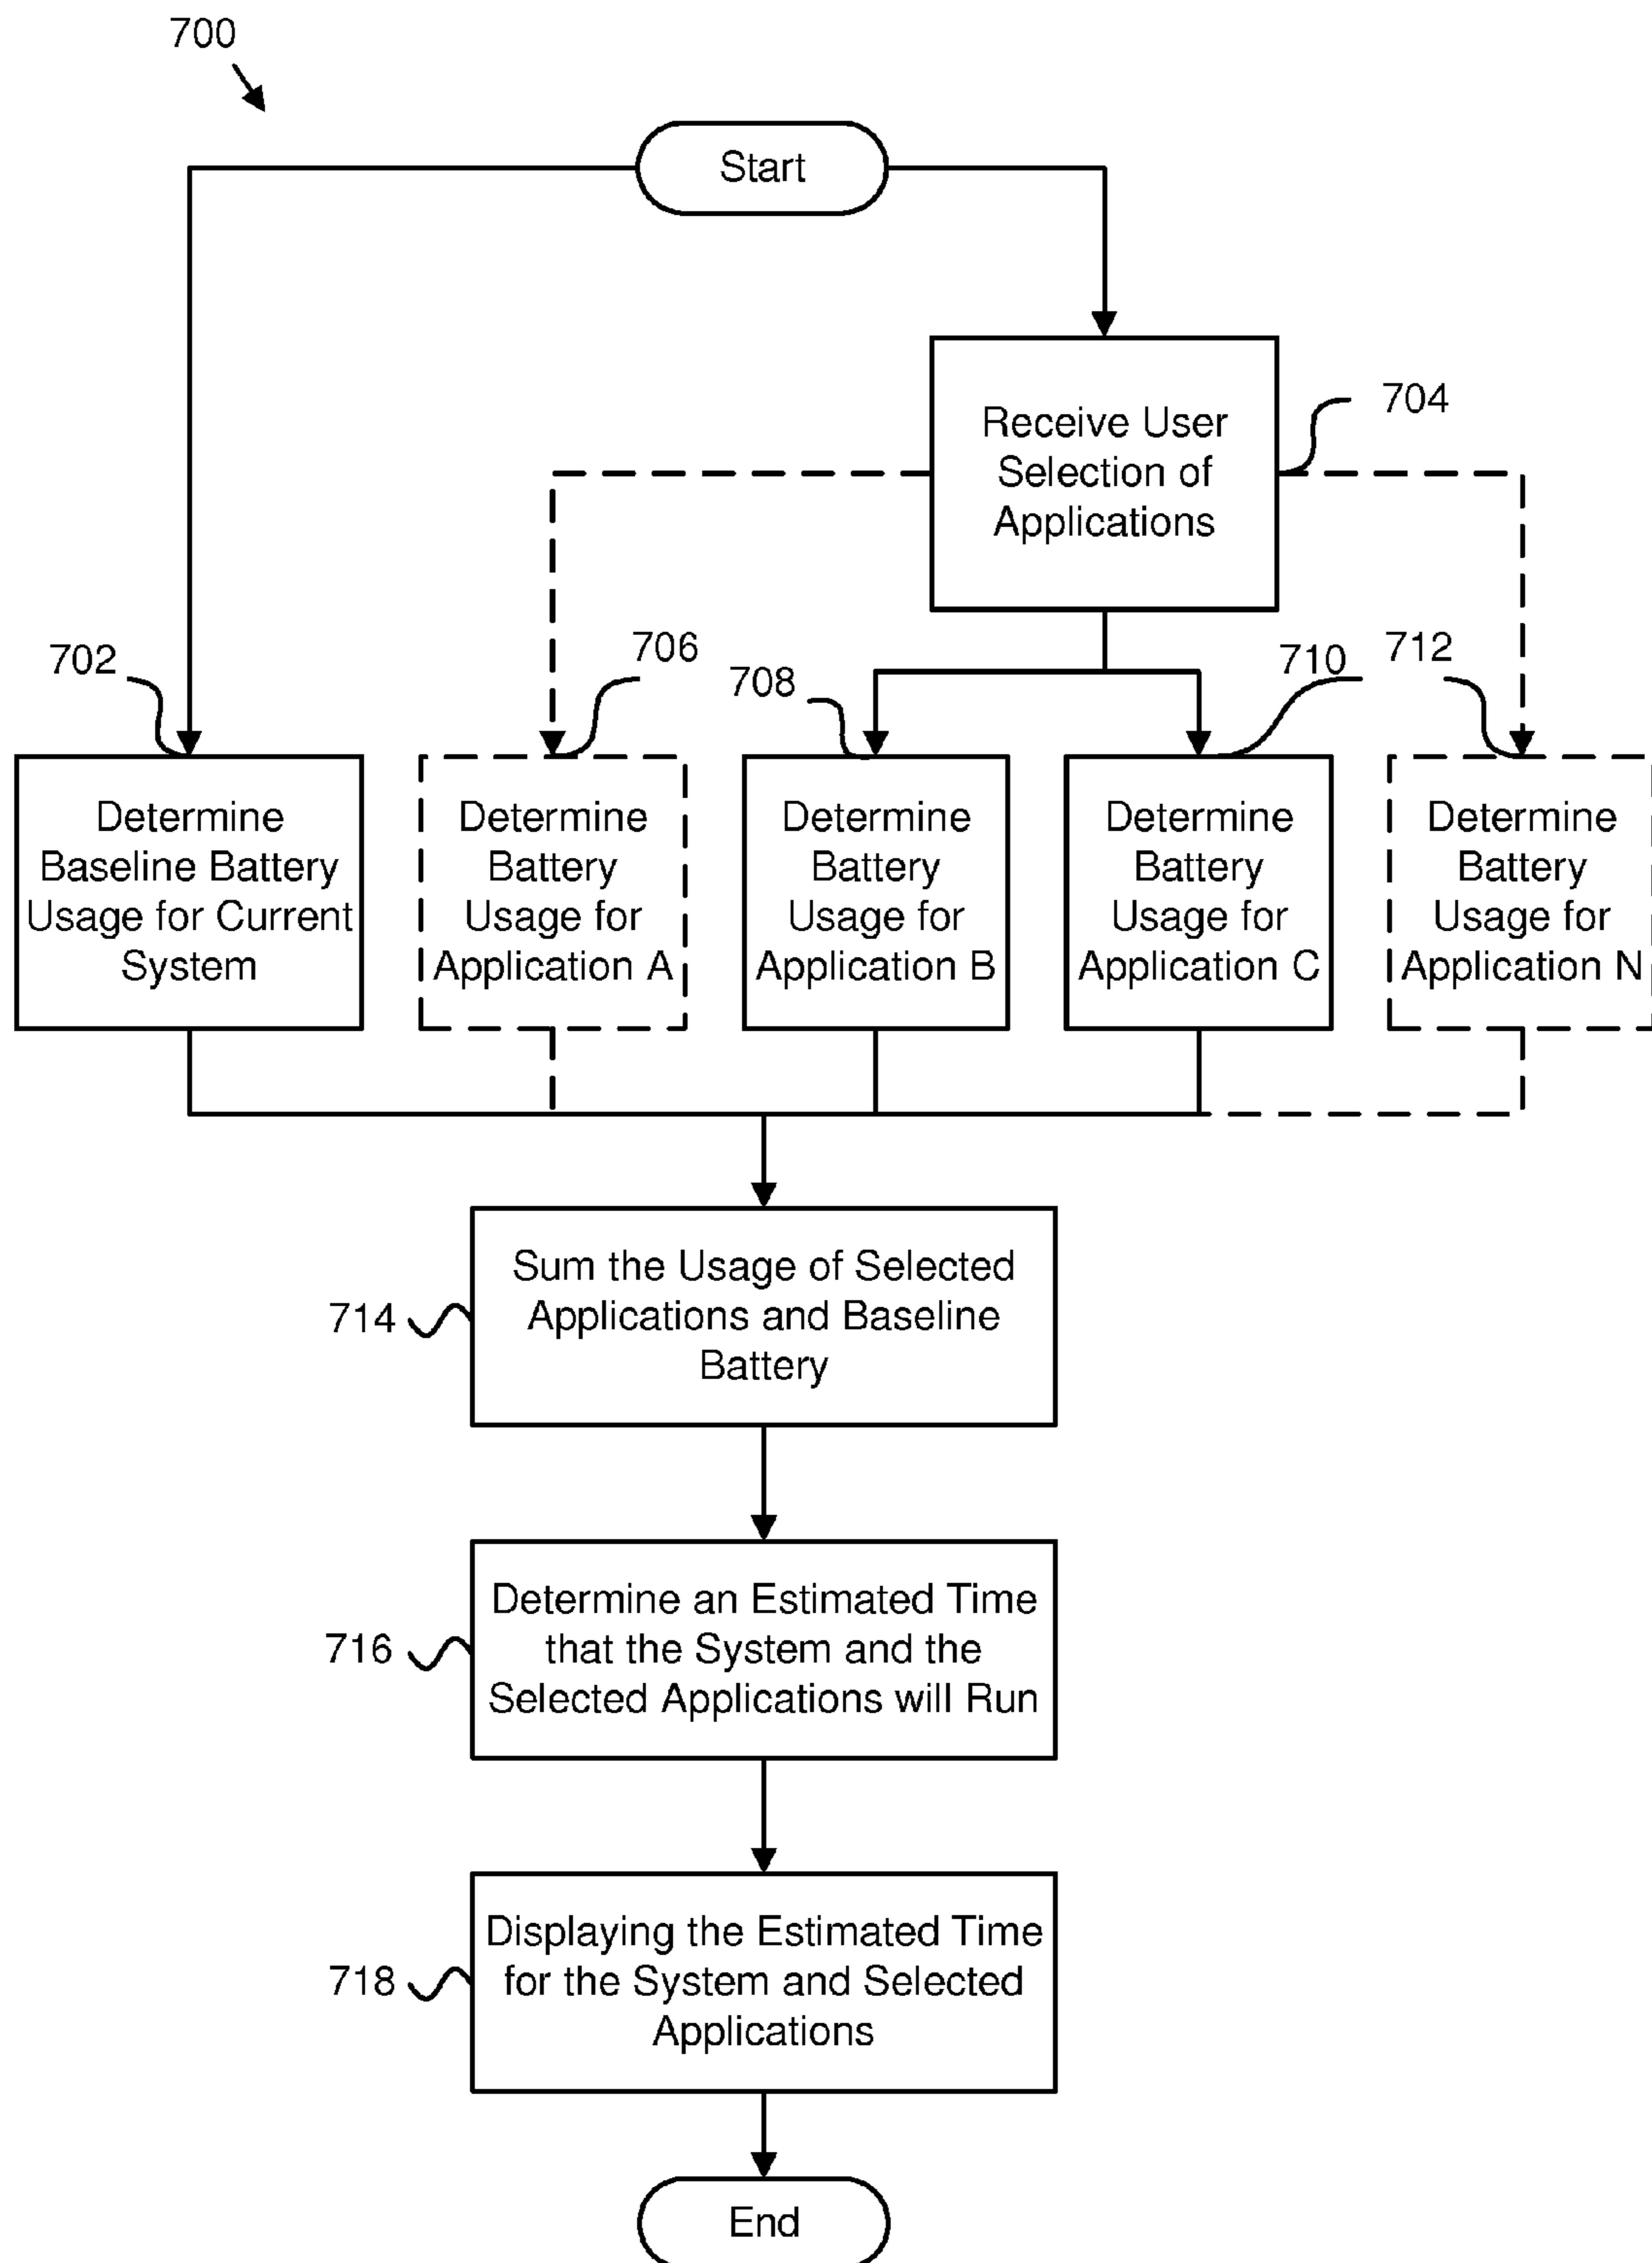 700
Start
704
Receive User
Selection of
Applications
702
706
708
710
712
Determine
Baseline Battery
Usage for Current
System
Determine
Battery
Usage for
Application A
Determine
Battery
Usage for
Application B
Determine
Battery
Usage for
Application C
Determine
Battery
Usage for
Application N
714
Sum the Usage of Selected
Applications and Baseline
Battery
716
Determine an Estimated Time
that the System and the
Selected Applications will Run
718
Displaying the Estimated Time
for the System and Selected
Applications
End